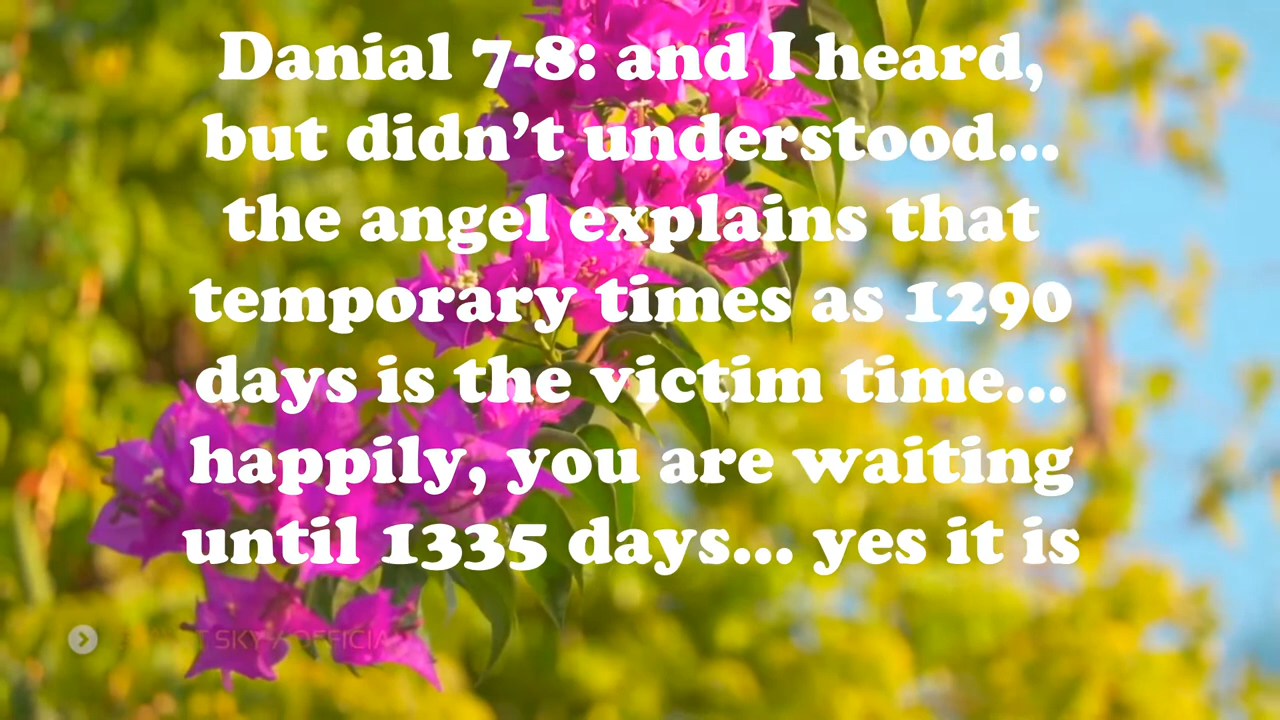 Danial 7-8: and I heard,
but didn't understood...
the angel explains that
temporary times as 1290
days is the victim time...
happily, you are waiting
until 1335 days... yes it is
SKY